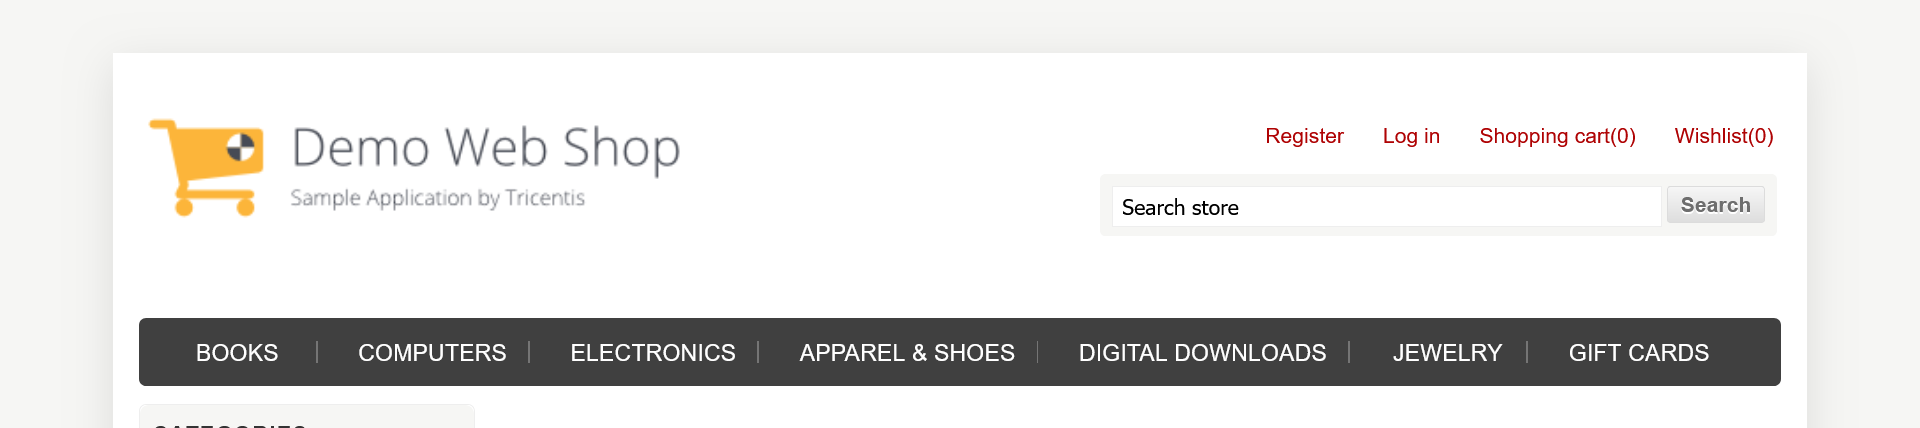 Demo Web Shop
Sample Application by Tricentis
Register Log in Shopping cart(0) Wishlist(0)
Search store Search
BOOKS COMPUTERS ELECTRONICS APPAREL & SHOES DIGITAL DOWNLOADS JEWELRY GIFT CARDS
CATEGORIES